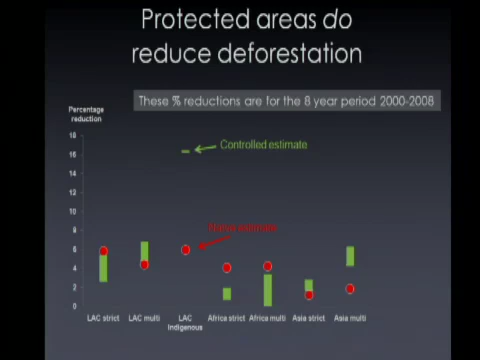 Protected areas do
reduce deforestation
These % reductions are for the 8 year period 2000-2008
Percentage
reduction
18
16
14
12
10
8
6
4
2
0
Controlled estimate
Naive estimate
LAC strict
LAC multi
LAC
Indigenous
Africa strict
Africa multi
Asia strict
Asia multi